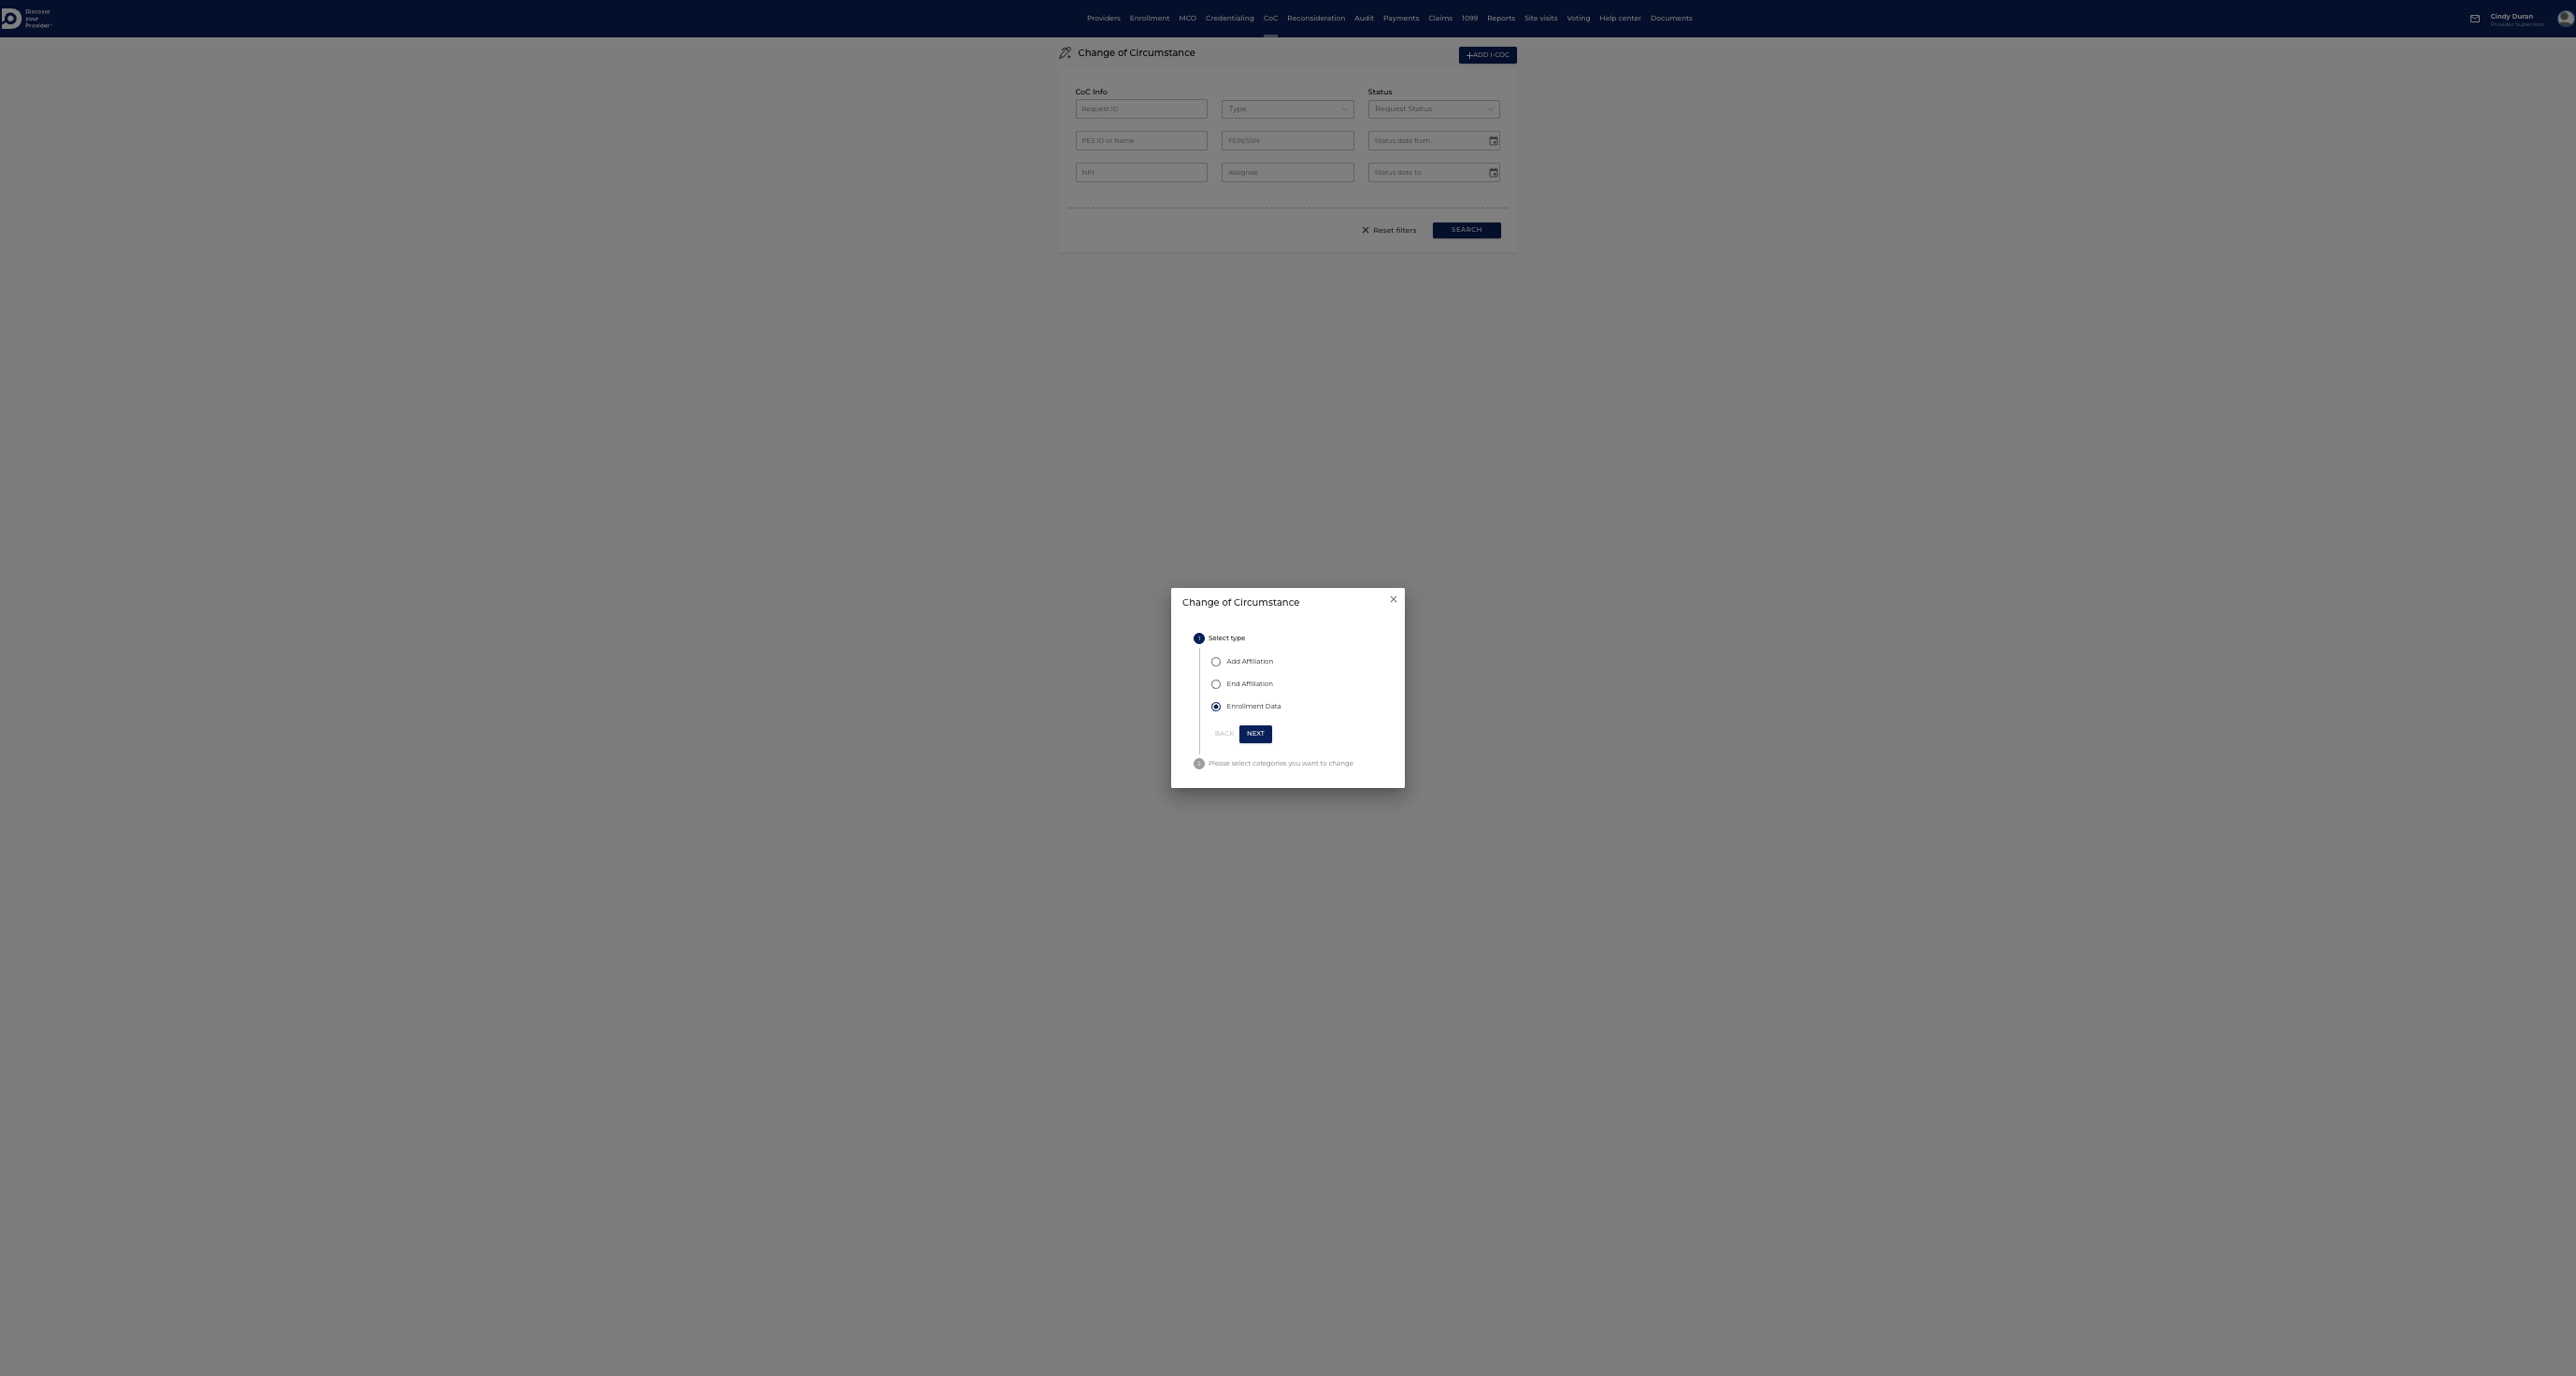 Discover
your
Provider
Providers Enrollment MCO Credentialing CoC Reconsideration Audit Payments Claims 1099 Reports Site visits Voting Help center Documents
Cindy Duran
Provider Supervisor
Change of Circumstance
ADD I-COC
CoC Info
Status
Request ID
Type
Request Status
PES ID or Name
FEIN/SSN
Status date from
NPI
Assignee
Status date to
Reset filters
SEARCH
Change of Circumstance
1 Select type
Add Affiliation
End Affiliation
Enrollment Data
BACK NEXT
2 Please select categories you want to change